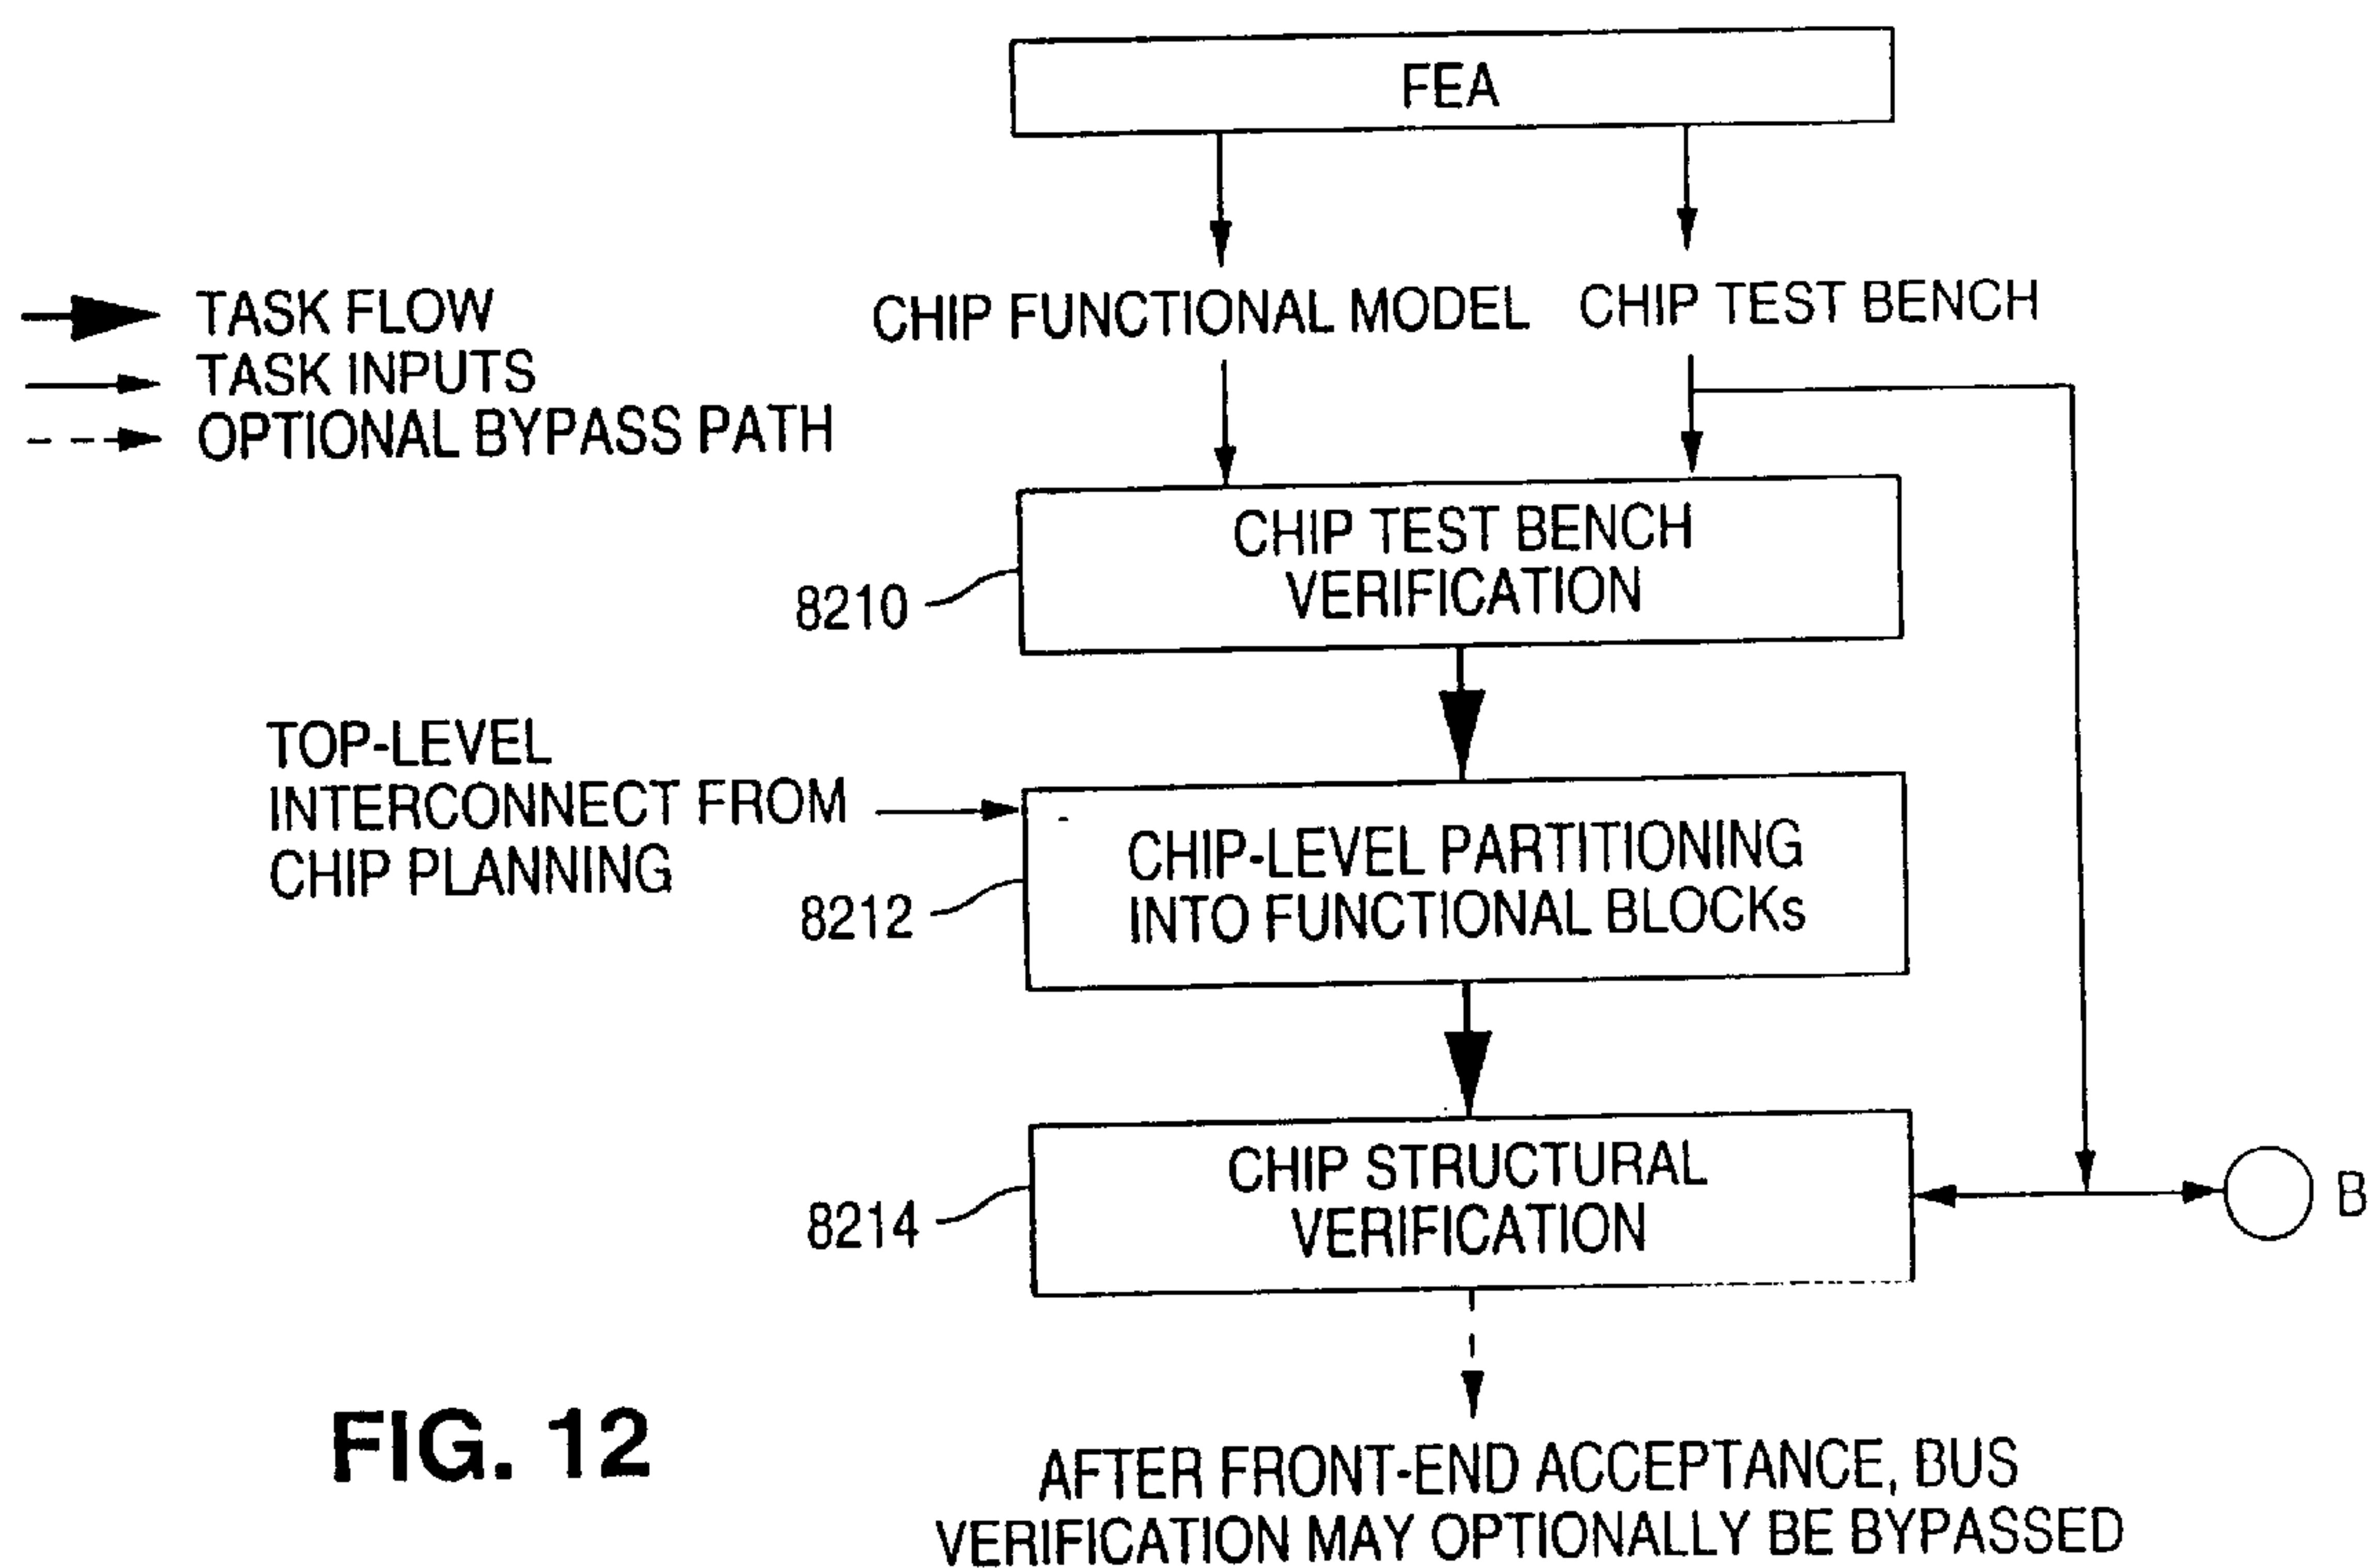 FEA
TASK FLOW
TASK INPUTS
OPTIONAL BYPASS PATH
CHIP FUNCTIONAL MODEL
CHIP TEST BENCH
CHIP TEST BENCH
VERIFICATION
8210
TOP-LEVEL
INTERCONNECT FROM
CHIP PLANNING
CHIP-LEVEL PARTITIONING
INTO FUNCTIONAL BLOCKs
8212
CHIP STRUCTURAL
VERIFICATION
8214
B
AFTER FRONT-END ACCEPTANCE, BUS
VERIFICATION MAY OPTIONALLY BE BYPASSED
FIG. 12